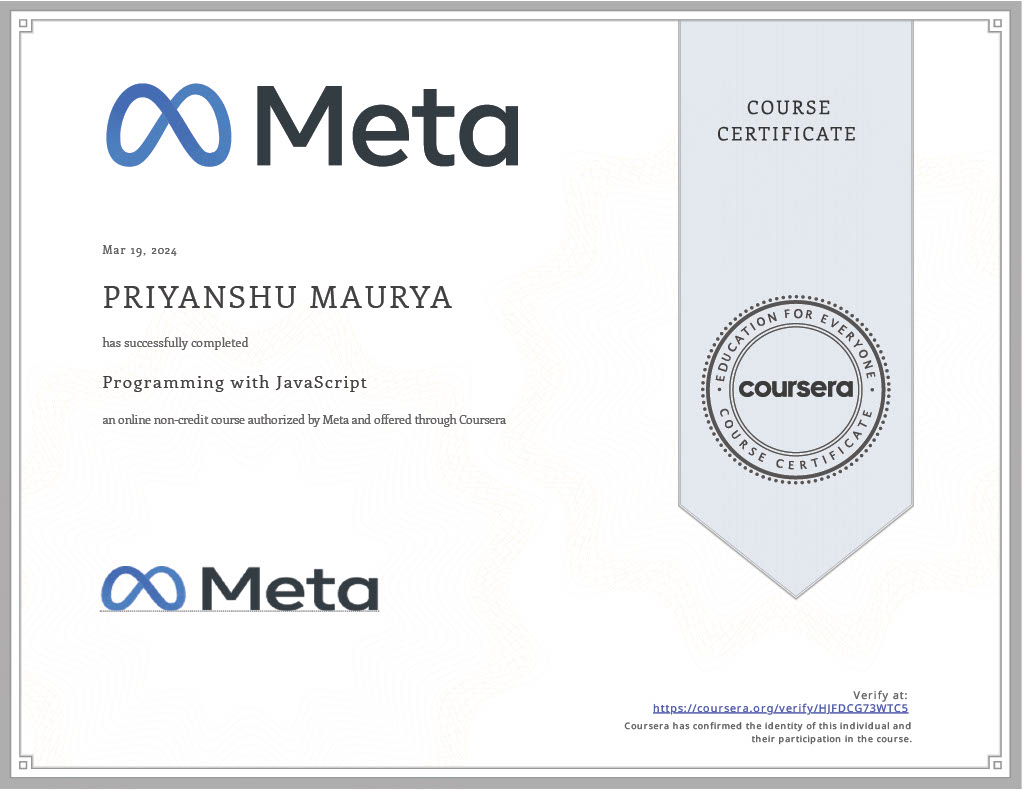 Meta
COURSE
CERTIFICATE
Mar 19, 2024
PRIYANSHU MAURYA
has successfully completed
Programming with JavaScript
an online non-credit course authorized by Meta and offered through Coursera
EDUCATION FOR EVERYONE
coursera
COURSE CERTIFICATE
Meta
Verify at:
https://coursera.org/verify/HJFDCG73WTC5
Coursera has confirmed the identity of this individual and
their participation in the course.